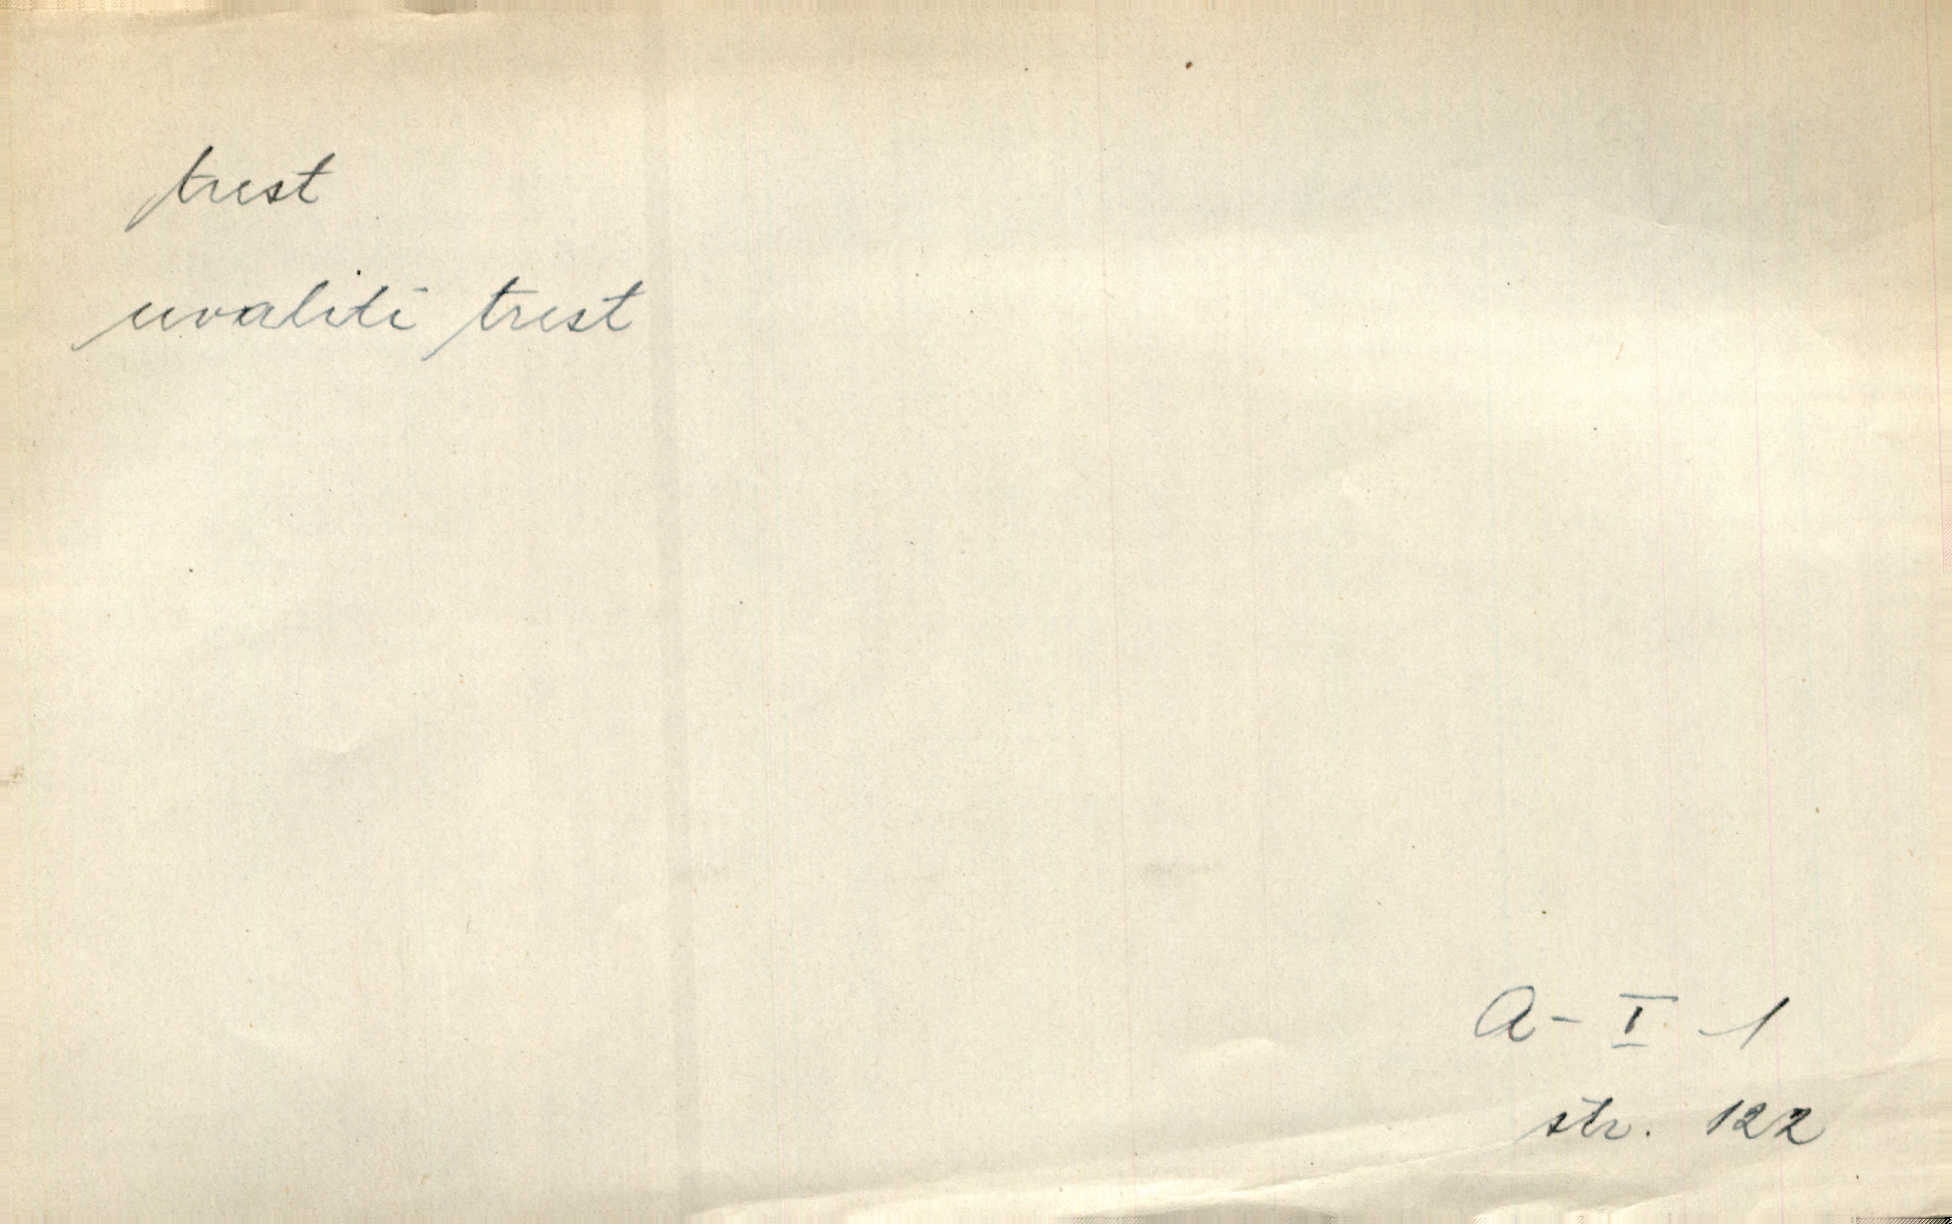 trest
uvaliti trest
A - I 1
str. 122